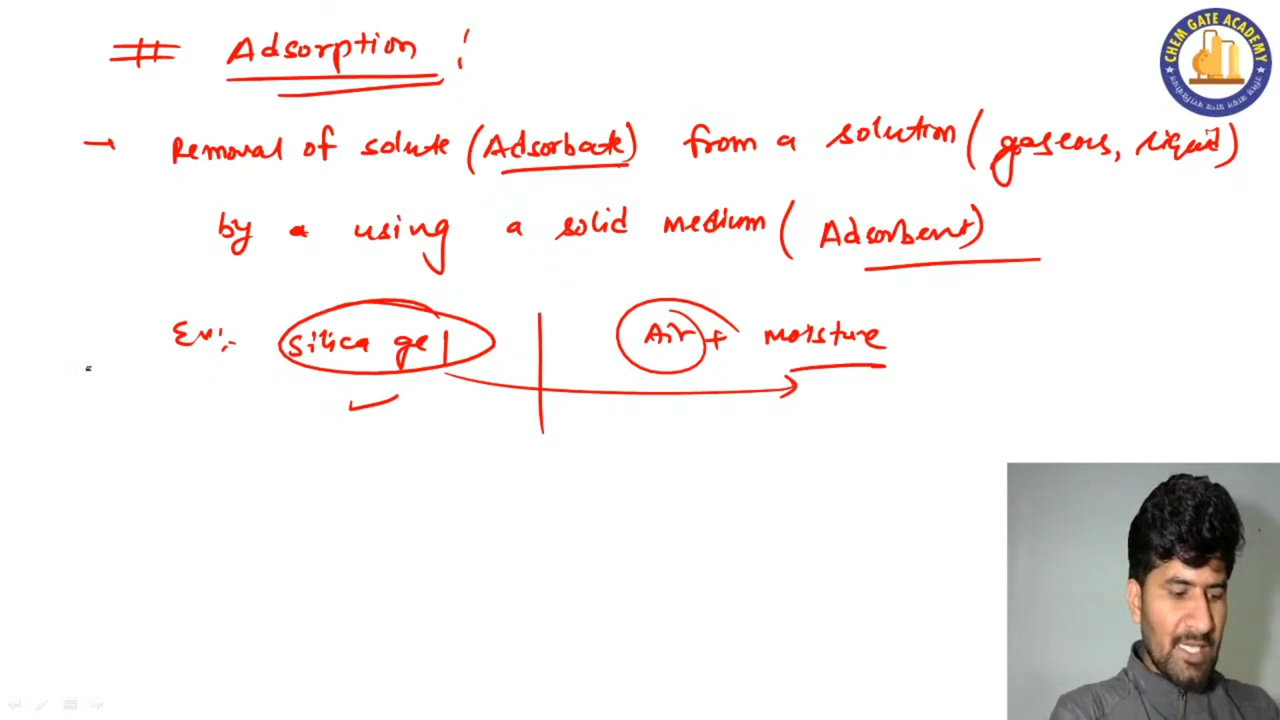 # Adsorption :
→ Removal of solute (Adsorbate) from a solution (gaseous, liquid)
by a using a solid medium (Adsorbent)
Ex:- Silica gel | Air + Moisture
CHEM GATE ACADEMY